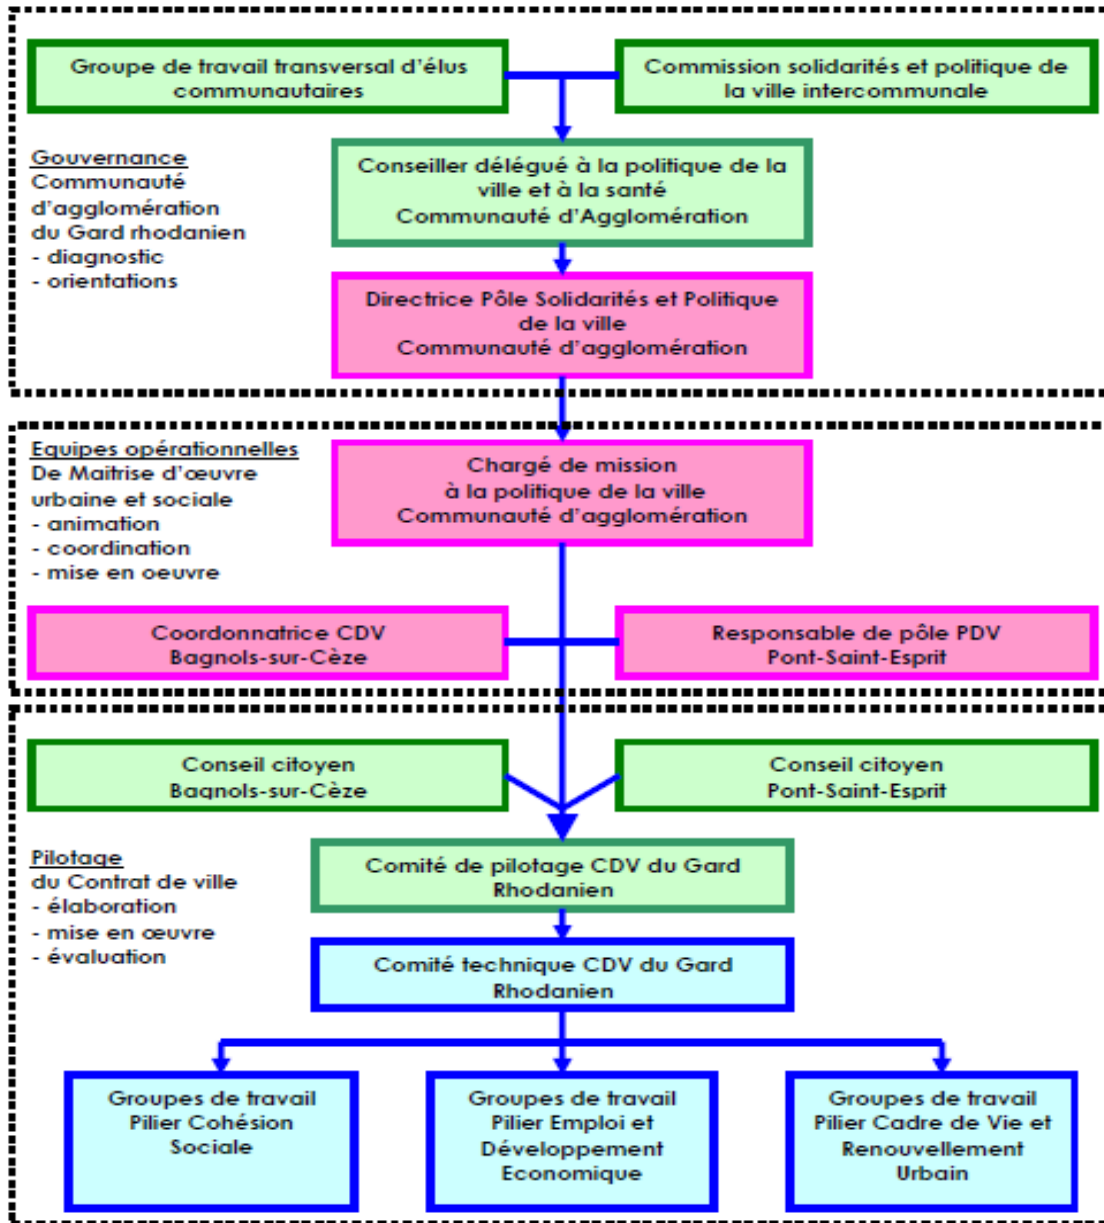 Groupe de travail transversal d'élus
communautaires
Commission solidarités et politique de
la ville intercommunale
Gouvernance
Communauté
d'agglomération
du Gard rhodanien
- diagnostic
- orientations
Conseiller délégué à la politique de la
ville et à la santé
Communauté d'Agglomération
Directrice Pôle Solidarités et Politique
de la ville
Communauté d'agglomération
Equipes opérationnelles
De Maitrise d'œuvre
urbaine et sociale
- animation
- coordination
- mise en oeuvre
Chargé de mission
à la politique de la ville
Communauté d'agglomération
Coordonnatrice CDV
Bagnols-sur-Cèze
Responsable de pôle PDV
Pont-Saint-Esprit
Conseil citoyen
Bagnols-sur-Cèze
Conseil citoyen
Pont-Saint-Esprit
Pilotage
du Contrat de ville
- élaboration
- mise en œuvre
- évaluation
Comité de pilotage CDV du Gard
Rhodanien
Comité technique CDV du Gard
Rhodanien
Groupes de travail
Pilier Cohésion
Sociale
Groupes de travail
Pilier Emploi et
Développement
Economique
Groupes de travail
Pilier Cadre de Vie et
Renouvellement
Urbain